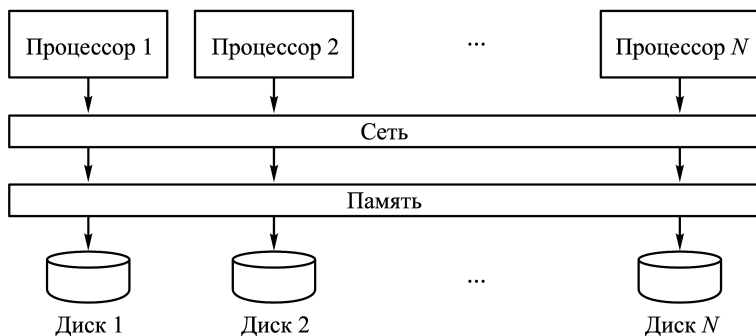 Процессор 1 Процессор 2 ... Процессор N
Сеть
Память
...
Диск 1 Диск 2 Диск N